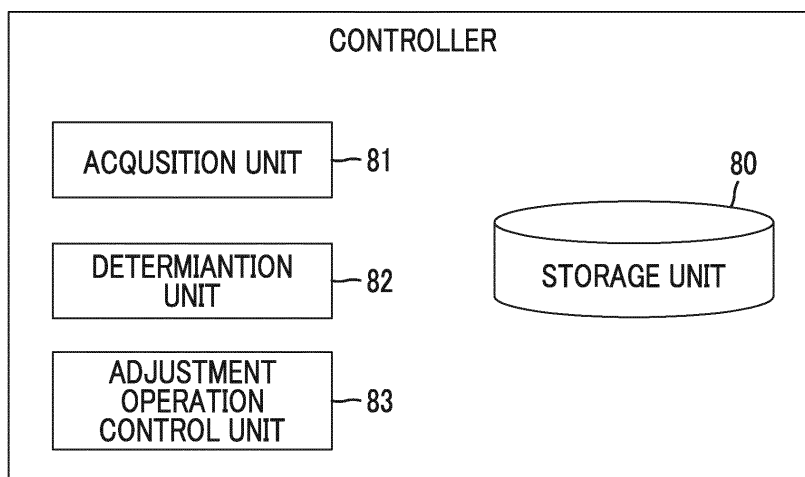 CONTROLLER
ACQUSITION UNIT
81
DETERMIANTION
UNIT
82
ADJUSTMENT
OPERATION
CONTROL UNIT
83
80
STORAGE UNIT